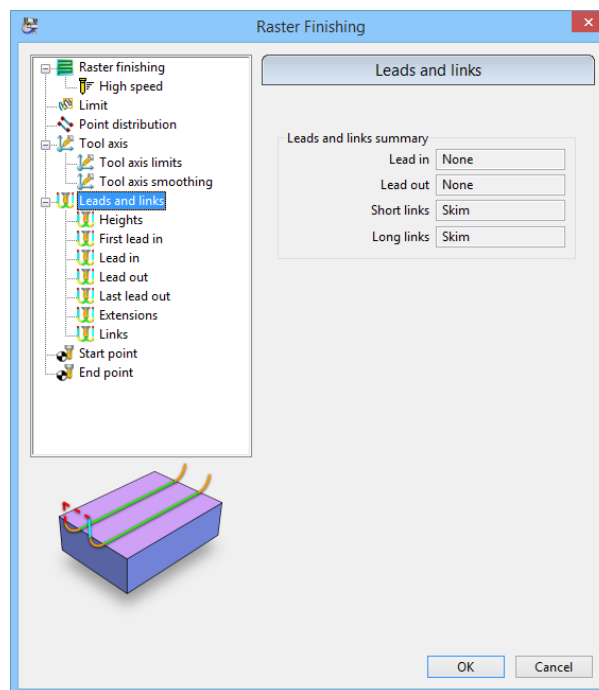 Raster Finishing
Raster finishing
High speed
Limit
Point distribution
Tool axis
Tool axis limits
Tool axis smoothing
Leads and links
Heights
First lead in
Lead in
Lead out
Last lead out
Extensions
Links
Start point
End point
Leads and links
Leads and links summary
Lead in None
Lead out None
Short links Skim
Long links Skim
OK Cancel